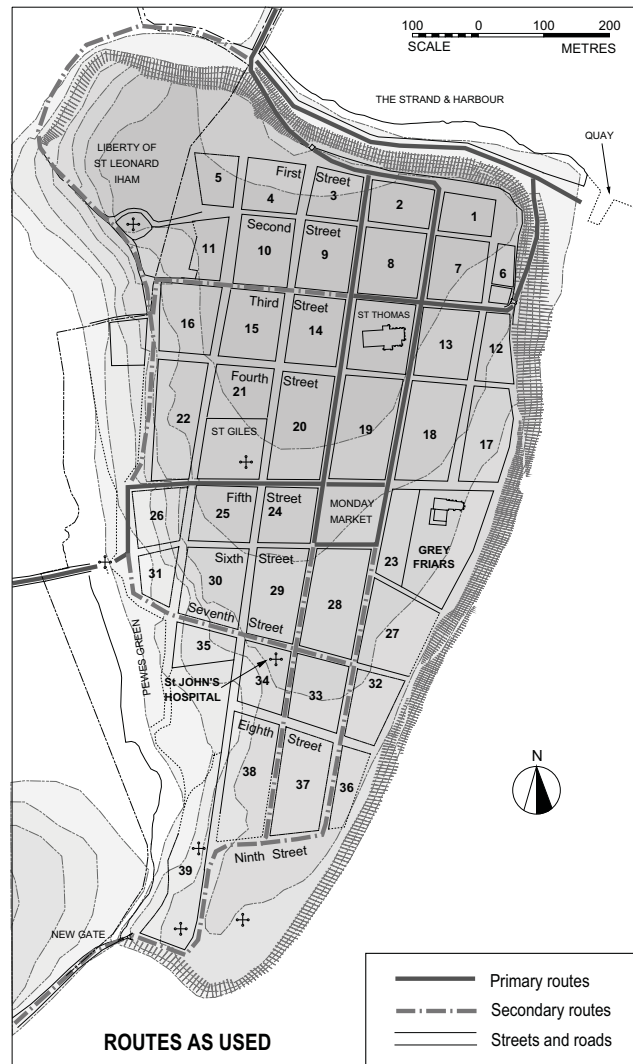 100 0 100 200
SCALE METRES
THE STRAND & HARBOUR
QUAY
LIBERTY OF
ST LEONARD
IHAM
5
First Street
4
3
2
1
Second Street
11
10
9
8
7
6
Third Street
16
15
14
ST THOMAS
13
12
Fourth Street
21
22
ST GILES
20
19
18
17
Fifth Street
26
25
24
MONDAY
MARKET
GREY
FRIARS
23
Sixth Street
31
30
29
28
27
Seventh Street
PEWES GREEN
35
St JOHN'S
HOSPITAL
34
33
32
Eighth Street
38
37
36
Ninth Street
39
NEW GATE
N
ROUTES AS USED
Primary routes
Secondary routes
Streets and roads